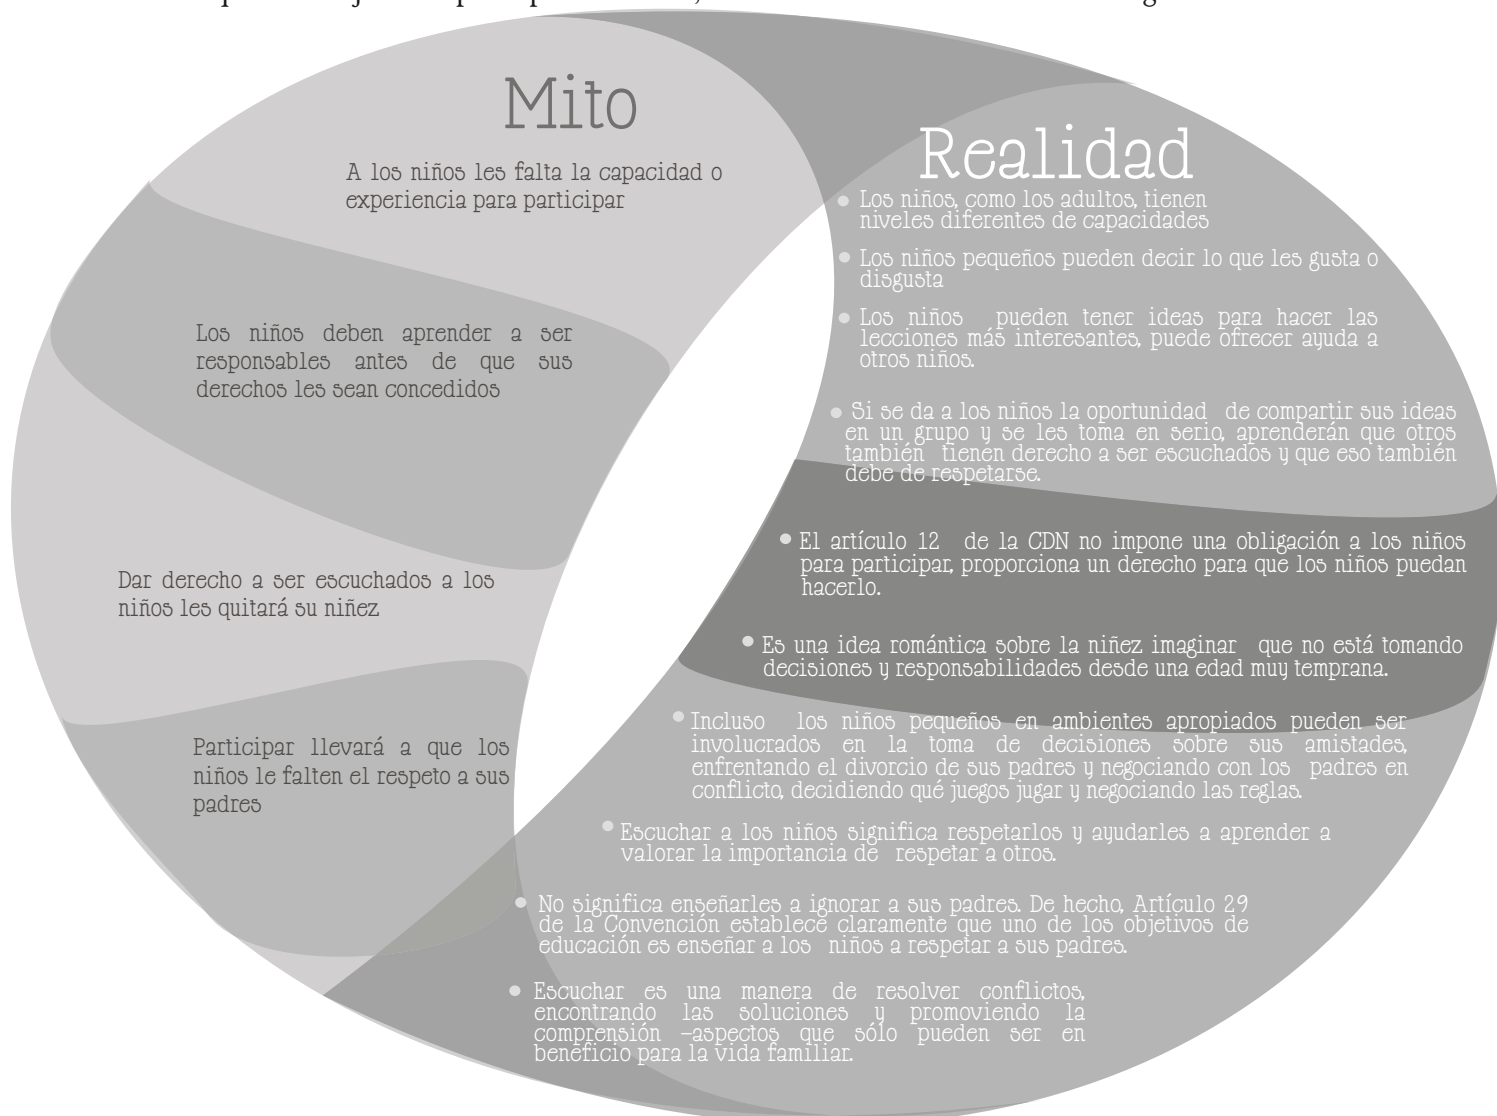 Mito
A los niños les falta la capacidad o
experiencia para participar
Los niños deben aprender a ser
responsables antes de que sus
derechos les sean concedidos
Dar derecho a ser escuchados a los
niños les quitará su niñez
Participar llevará a que los
niños le falten el respeto a sus
padres
Realidad
Los niños, como los adultos, tienen
niveles diferentes de capacidades
Los niños pequeños pueden decir lo que les gusta o
disgusta
Los niños pueden tener ideas para hacer las
lecciones más interesantes, puede ofrecer ayuda a
otros niños.
Si se da a los niños la oportunidad de compartir sus ideas
en un grupo y se les toma en serio, aprenderán que otros
también tienen derecho a ser escuchados y que eso también
debe de respetarse.
El artículo 12 de la CDN no impone una obligación a los niños
para participar, proporciona un derecho para que los niños puedan
hacerlo.
Es una idea romántica sobre la niñez imaginar que no está tomando
decisiones y responsabilidades desde una edad muy temprana.
Incluso los niños pequeños en ambientes apropiados pueden ser
involucrados en la toma de decisiones sobre sus amistades,
enfrentando el divorcio de sus padres y negociando con los padres en
conflicto, decidiendo qué juegos jugar y negociando las reglas.
Escuchar a los niños significa respetarlos y ayudarles a aprender a
valorar la importancia de respetar a otros.
No significa enseñarles a ignorar a sus padres. De hecho, Artículo 29
de la Convención establece claramente que uno de los objetivos de
educación es enseñar a los niños a respetar a sus padres.
Escuchar es una manera de resolver conflictos,
encontrando las soluciones y promoviendo la
comprensión –aspectos que sólo pueden ser en
beneficio para la vida familiar.